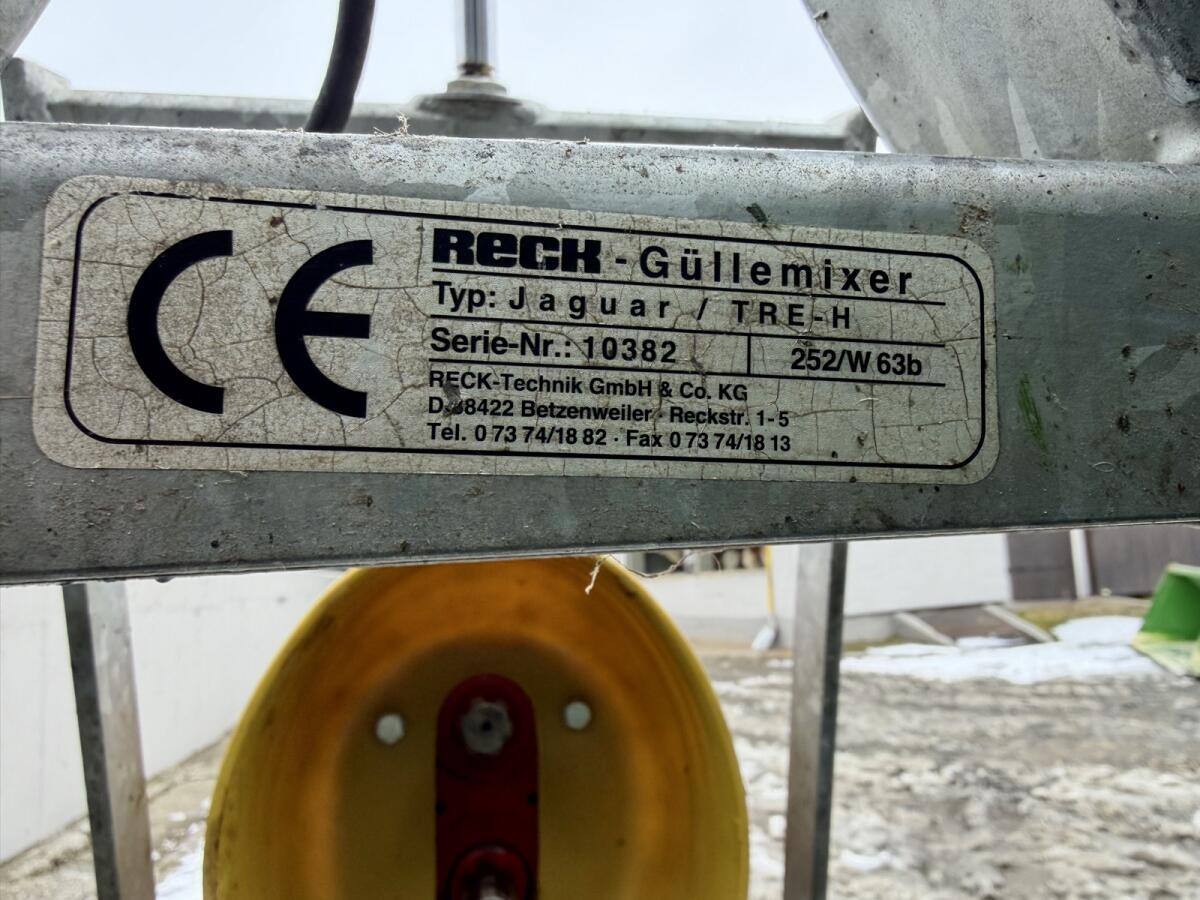 CE
RECK - Güllemixer
Typ: Jaguar / TRE-H
Serie-Nr.: 10382 252/W 63b
RECK-Technik GmbH & Co. KG
D-88422 Betzenweiler · Reckstr. 1-5
Tel. 0 73 74/18 82 · Fax 0 73 74/18 13